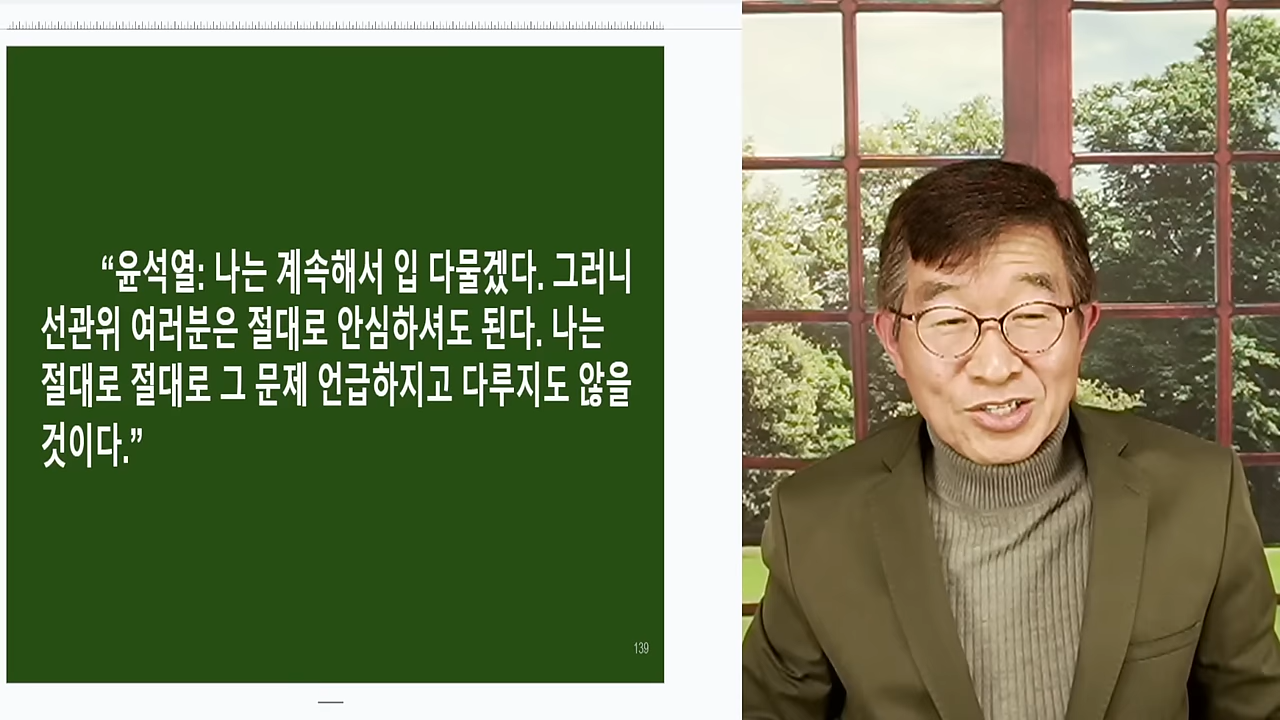 “윤석열: 나는 계속해서 입 다물겠다. 그러니
선관위 여러분은 절대로 안심하셔도 된다. 나는
절대로 절대로 그 문제 언급하지고 다루지도 않을
것이다.”
139